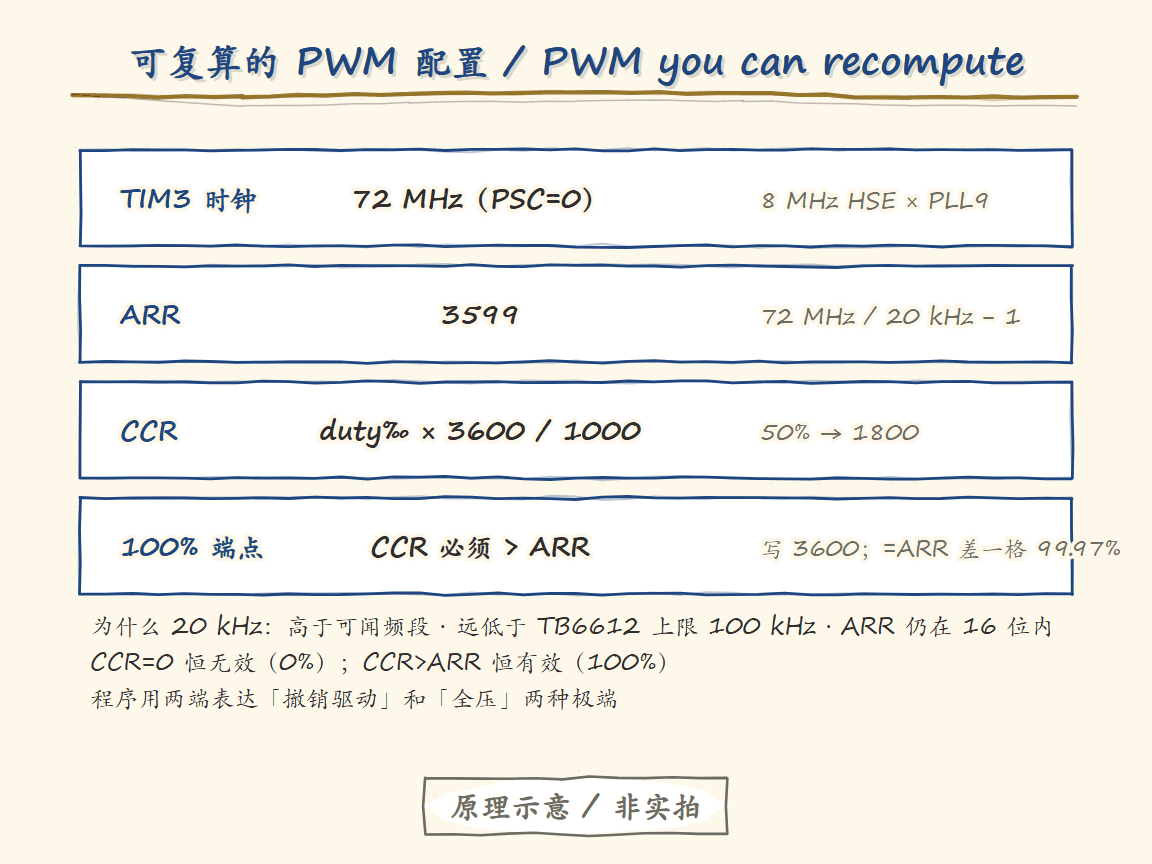 可复算的 PWM 配置 / PWM you can recompute
TIM3 时钟 72 MHz (PSC=0) 8 MHz HSE × PLL9
ARR 3599 72 MHz / 20 kHz - 1
CCR duty‰ × 3600 / 1000 50% → 1800
100% 端点 CCR 必须 > ARR 写 3600; =ARR 差一格 99.97%
为什么 20 kHz: 高于可闻频段 · 远低于 TB6612 上限 100 kHz · ARR 仍在 16 位内
CCR=0 恒无效（0%）; CCR>ARR 恒有效（100%）
程序用两端表达「撤销驱动」和「全压」两种极端
原理示意 / 非实拍